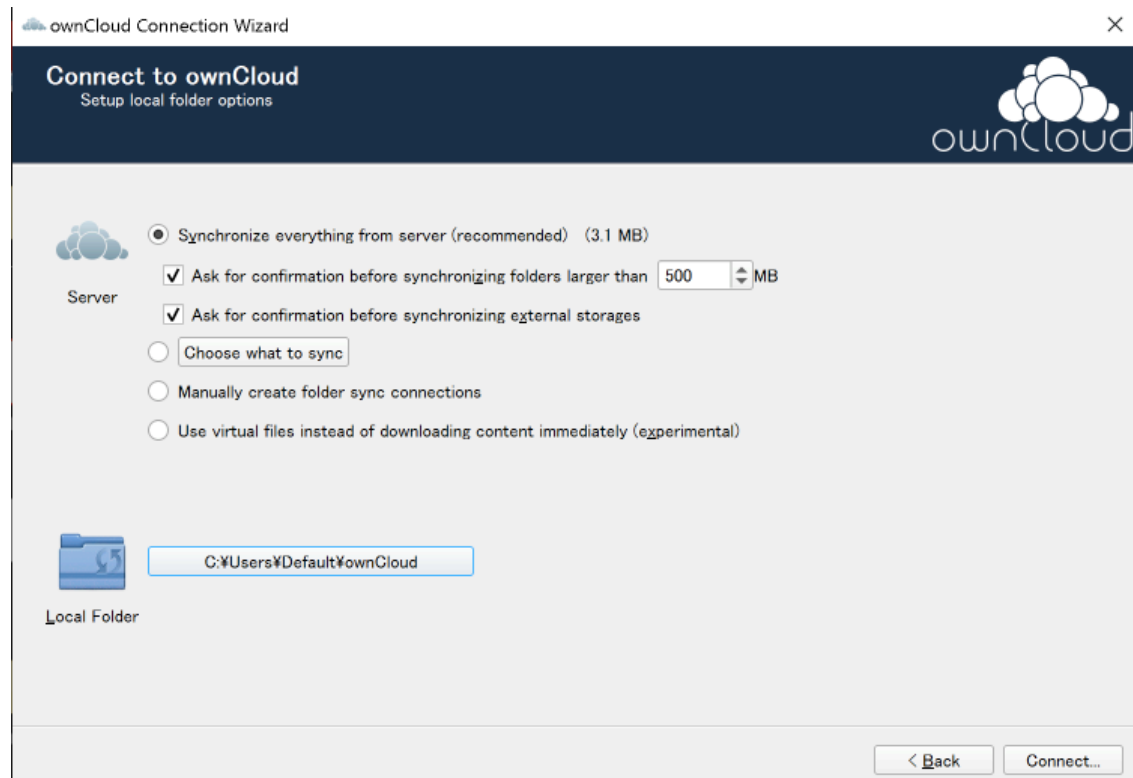 ownCloud Connection Wizard
Connect to ownCloud
Setup local folder options
ownCloud
Synchronize everything from server (recommended) (3.1 MB)
Ask for confirmation before synchronizing folders larger than 500 MB
Server
Ask for confirmation before synchronizing external storages
Choose what to sync
Manually create folder sync connections
Use virtual files instead of downloading content immediately (experimental)
C:¥Users¥Default¥ownCloud
Local Folder
< Back Connect...